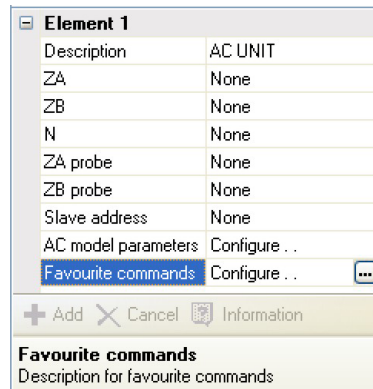 Element 1
Description AC UNIT
ZA None
ZB None
N None
ZA probe None
ZB probe None
Slave address None
AC model parameters Configure . .
Favourite commands Configure . . ...
Add Cancel Information
Favourite commands
Description for favourite commands